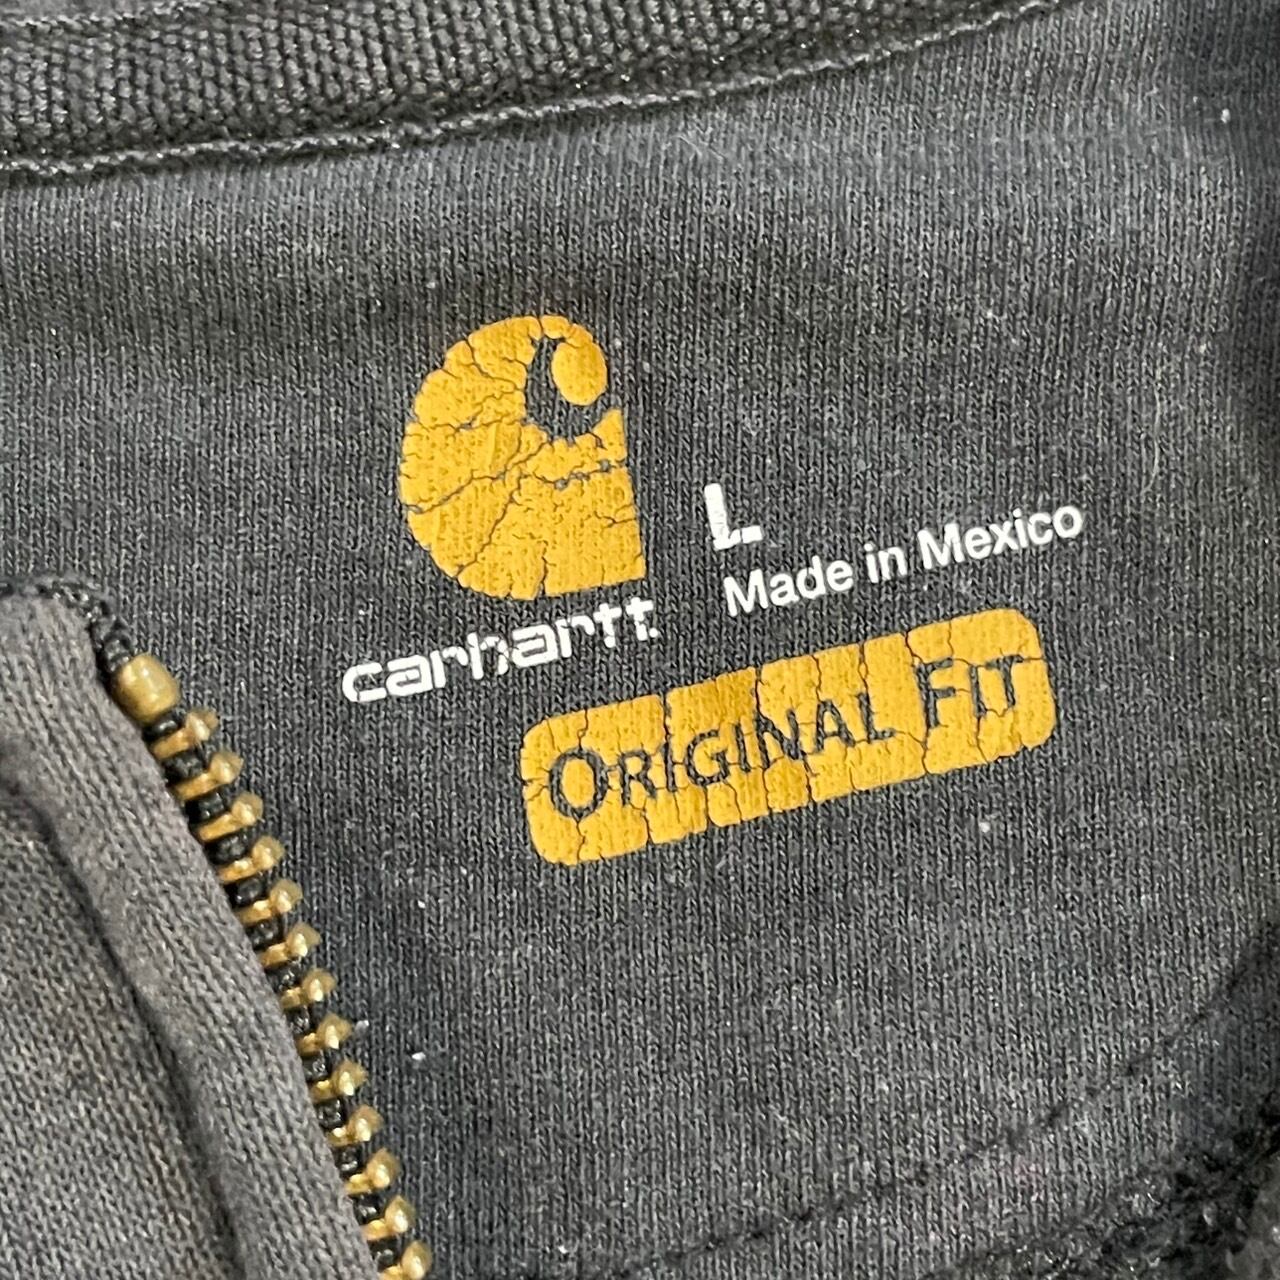 carhartt.
L
Made in Mexico
ORIGINAL FIT